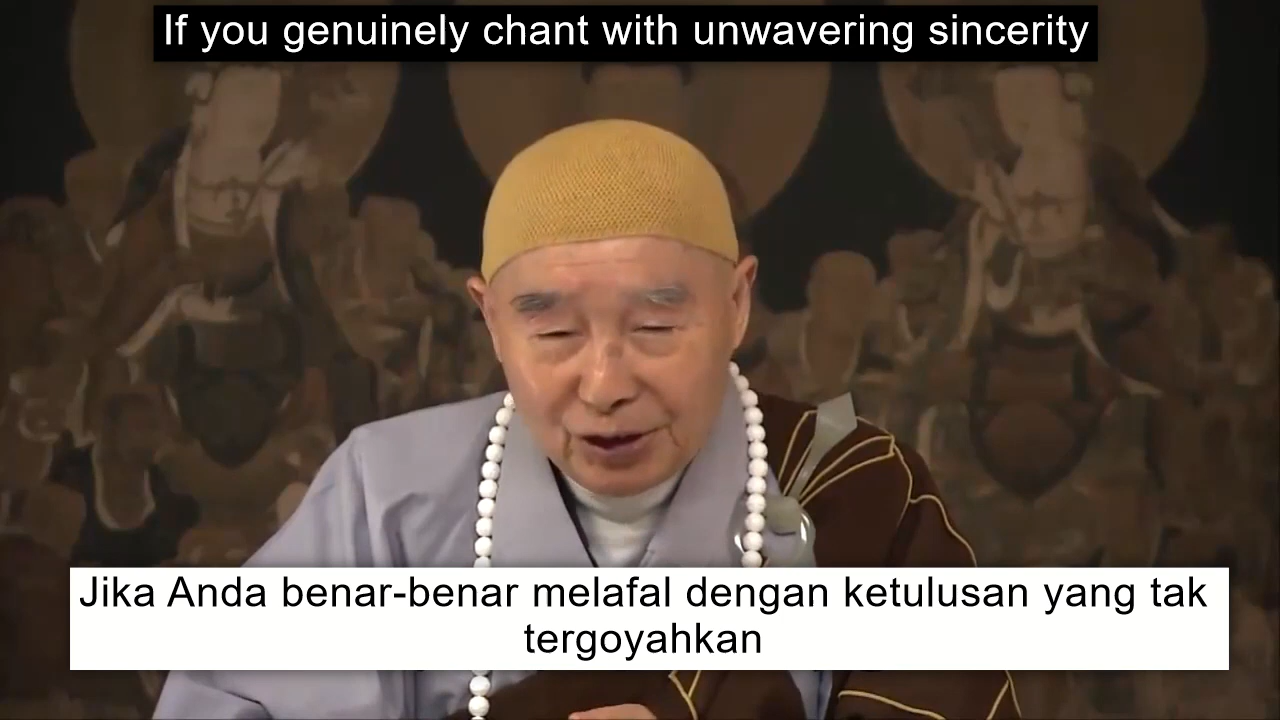 If you genuinely chant with unwavering sincerity
Jika Anda benar-benar melafal dengan ketulusan yang tak
tergoyahkan